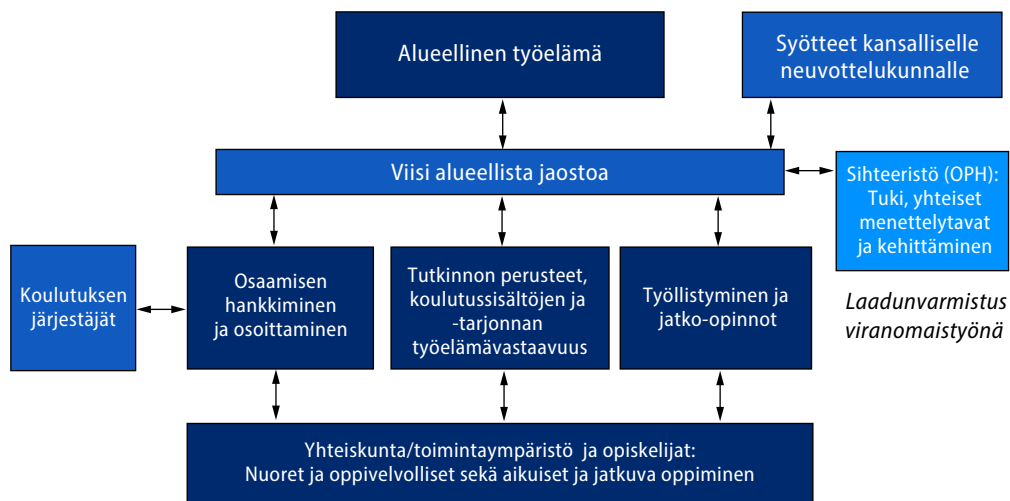 Alueellinen työelämä
Syötteet kansalliselle
neuvottelukunnalle
Viisi alueellista jaostoa
Sihteeristö (OPH):
Tuki, yhteiset
menettelytavat
ja kehittäminen
Koulutuksen
järjestäjät
Osaamisen
hankkiminen
ja osoittaminen
Tutkinnon perusteet,
koulutussisältöjen ja
-tarjonnan
työelämävastaavuus
Työllistyminen ja
jatko-opinnot
Laadunvarmistus
viranomaistyönä
Yhteiskunta/toimintaympäristö ja opiskelijat:
Nuoret ja oppivelvolliset sekä aikuiset ja jatkuva oppiminen